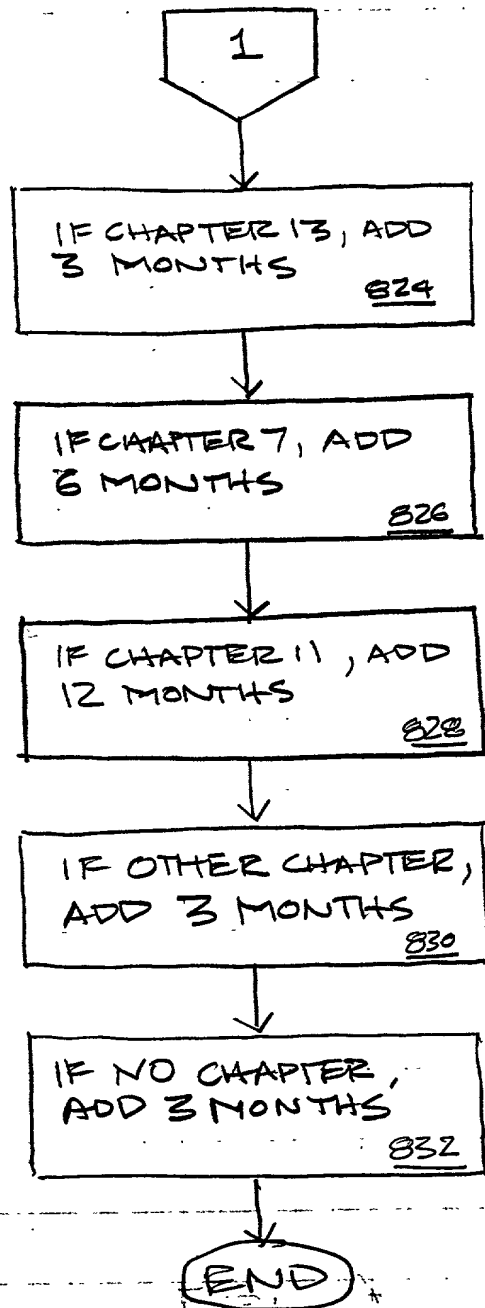 1
IF CHAPTER 13, ADD
3 MONTHS
824
IF CHAPTER 7, ADD
6 MONTHS
826
IF CHAPTER 11, ADD
12 MONTHS
828
IF OTHER CHAPTER,
ADD 3 MONTHS
830
IF NO CHAPTER,
ADD 3 MONTHS
832
END